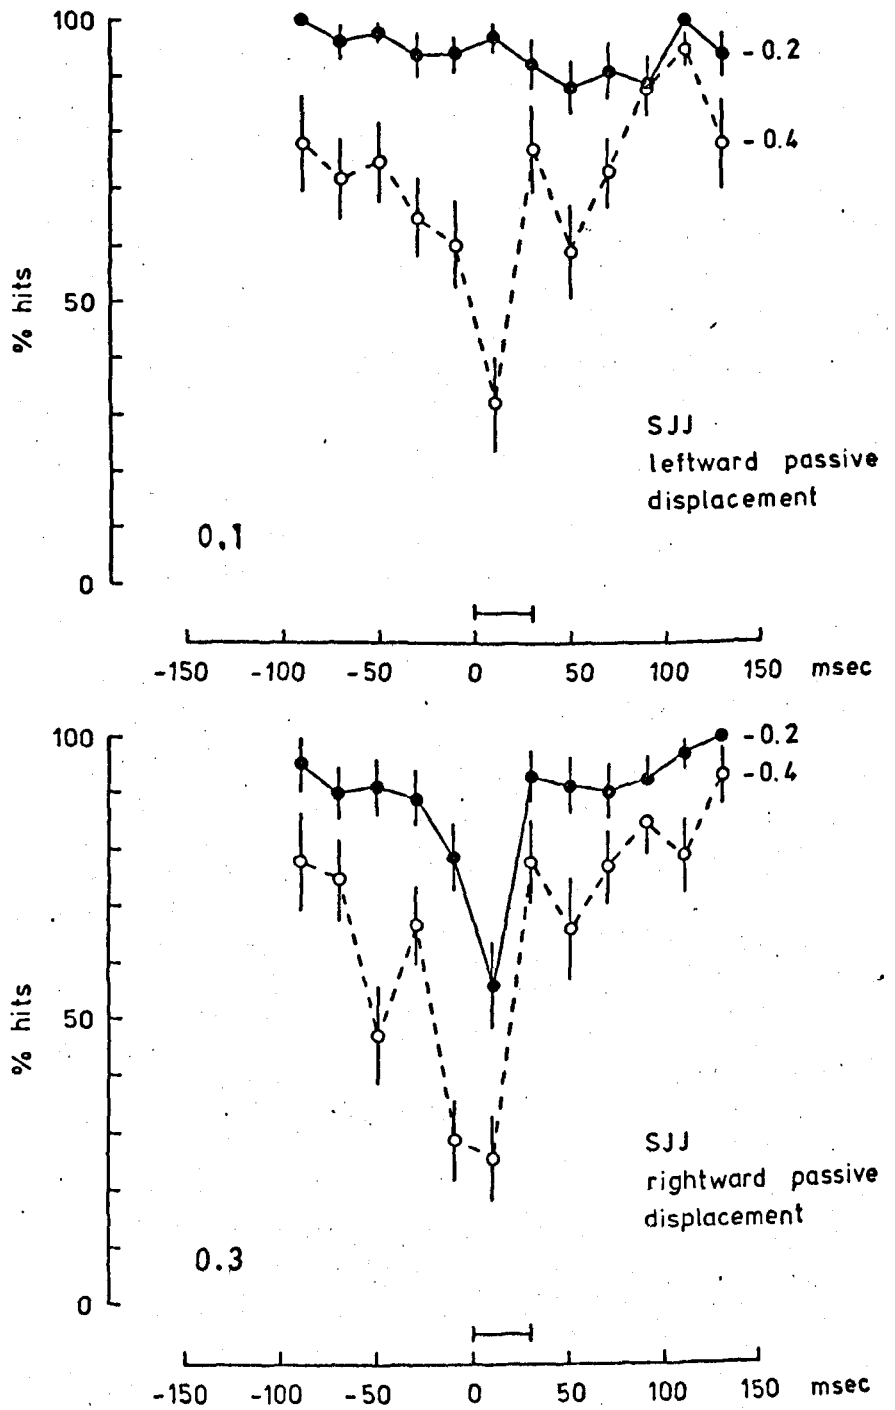 100
- 0.2
- 0.4
% hits
50
SJJ
leftward passive
displacement
0.1
0
-150 -100 -50 0 50 100 150 msec
100
- 0.2
- 0.4
% hits
50
SJJ
rightward passive
displacement
0.3
0
-150 -100 -50 0 50 100 150 msec